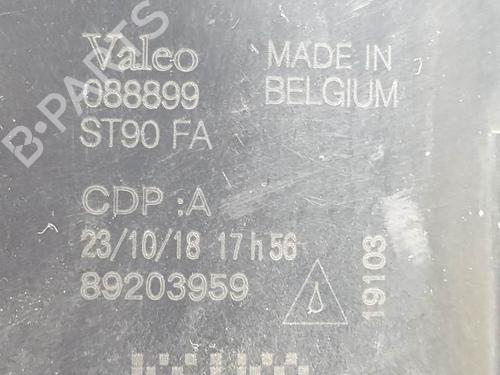 Valeo
088899
ST90 FA
MADE IN
BELGIUM
CDP :A
23/10/18 17h56
89203959
19103
B-PARTS